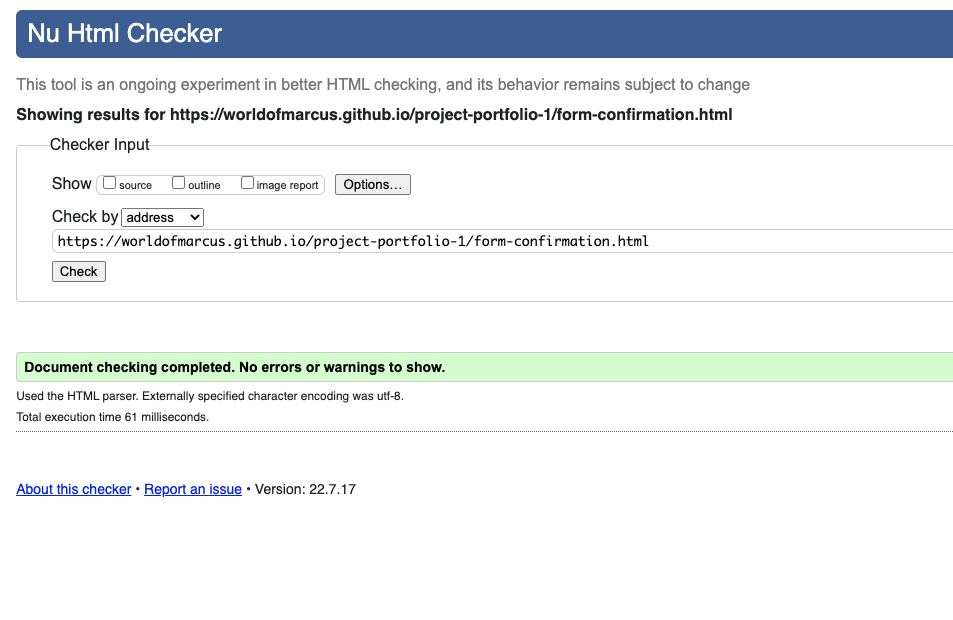 Nu Html Checker
This tool is an ongoing experiment in better HTML checking, and its behavior remains subject to change
Showing results for https://worldofmarcus.github.io/project-portfolio-1/form-confirmation.html
Checker Input
Show source outline image report Options...
Check by address
https://worldofmarcus.github.io/project-portfolio-1/form-confirmation.html
Check
Document checking completed. No errors or warnings to show.
Used the HTML parser. Externally specified character encoding was utf-8.
Total execution time 61 milliseconds.
About this checker • Report an issue • Version: 22.7.17